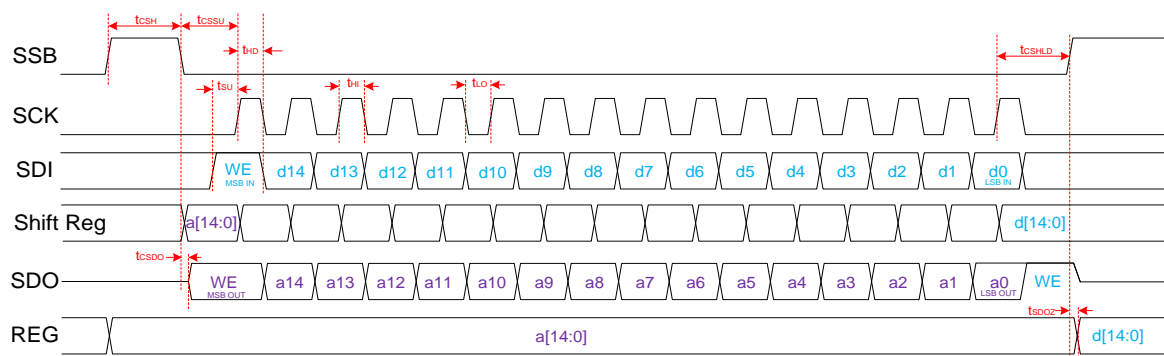 tCSH tCSSU
SSB tHD tCSHLD
tSU tHI tLO
SCK
SDI WE d14 d13 d12 d11 d10 d9 d8 d7 d6 d5 d4 d3 d2 d1 d0
MSB IN LSB IN
Shift Reg a[14:0] d[14:0]
tCSDO
SDO WE a14 a13 a12 a11 a10 a9 a8 a7 a6 a5 a4 a3 a2 a1 a0 WE
MSB OUT LSB OUT
tSDOZ
REG a[14:0] d[14:0]